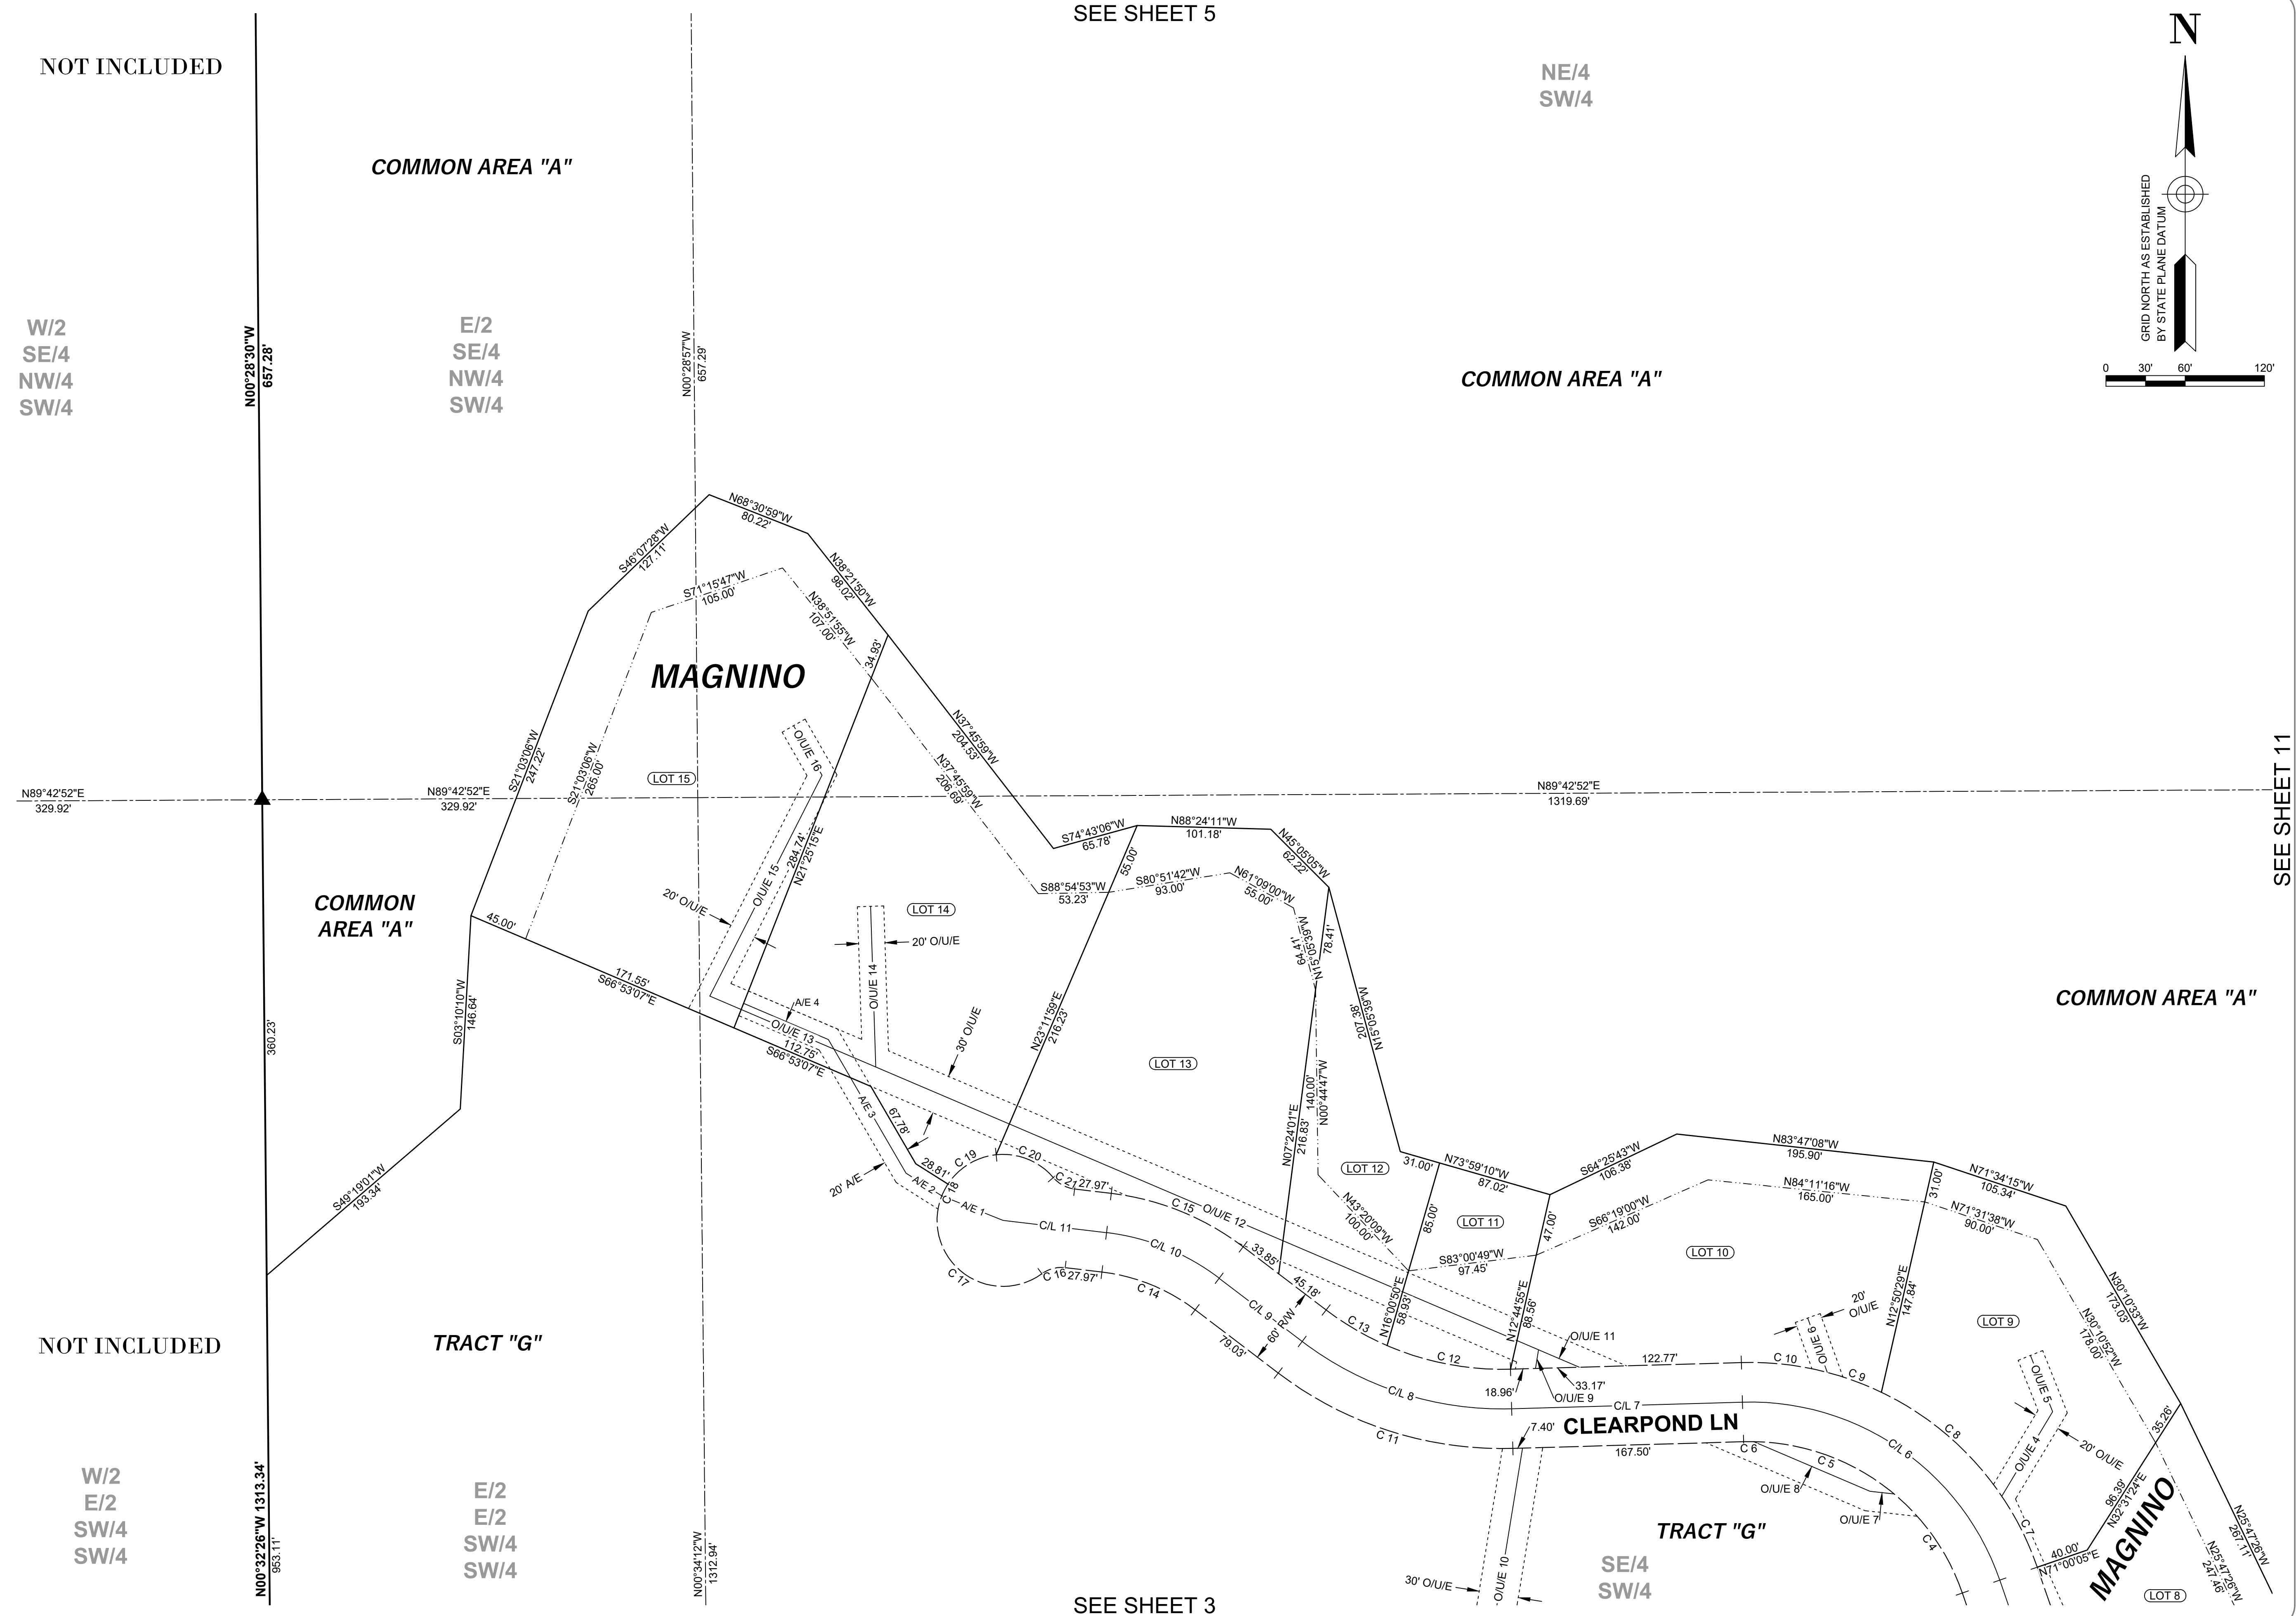 SEE SHEET 5
NOT INCLUDED
COMMON AREA "A"
NE/4
SW/4
N
GRID NORTH AS ESTABLISHED
BY STATE PLANE DATUM
0 30' 60' 120'
W/2
SE/4
NW/4
SW/4
E/2
SE/4
NW/4
SW/4
N00°28'30"W
657.28'
N00°28'57"W
657.29'
COMMON AREA "A"
N68°30'59"W
80.22'
S46°07'28"W
127.11'
N38°21'50"W
98.02'
S71°15'47"W
105.00'
N38°51'55"W
107.00'
34.93'
MAGNINO
S21°03'06"W
247.22'
S21°03'06"W
265.00'
LOT 15
O/U/E 16
N37°45'59"W
204.53'
N37°45'59"W
206.69'
N89°42'52"E
329.92'
N89°42'52"E
329.92'
N89°42'52"E
1319.69'
SEE SHEET 11
284.74'
N21°25'15"E
O/U/E 15
20' O/U/E
S74°43'06"W
65.78'
N88°24'11"W
101.18'
N45°05'05"W
62.22'
55.00'
S88°54'53"W
53.23'
S80°51'42"W
93.00'
N61°09'00"W
55.00'
N15°05'39"W
64.41'
78.41'
COMMON
AREA "A"
45.00'
171.55'
S66°53'07"E
LOT 14
20' O/U/E
O/U/E 14
S03°10'10"W
146.64'
360.23'
A/E 4
O/U/E 13
112.75'
S66°53'07"E
30' O/U/E
N23°11'59"E
216.23'
LOT 13
N15°05'39"W
207.38'
140.00'
N00°44'47"W
N07°24'01"E
216.83'
COMMON AREA "A"
A/E 3
67.78'
28.81'
20' A/E
A/E 2
A/E 1
C 18
C 19
C 20
C 21
27.97'
C 17
C 16
27.97'
C/L 11
C 15
O/U/E 12
C/L 10
C 14
33.85'
45.18'
C/L 9
60' R/W
79.03'
LOT 12
31.00'
N73°59'10"W
87.02'
S64°25'43"W
106.38'
N83°47'08"W
195.90'
N71°34'15"W
105.34'
31.00'
N43°20'09"W
100.00'
85.00'
LOT 11
47.00'
S66°19'00"W
142.00'
N84°11'16"W
165.00'
N71°31'38"W
90.00'
S83°00'49"W
97.45'
LOT 10
N16°00'50"E
58.93'
N12°44'55"E
88.56'
N12°50'29"E
147.84'
S49°19'01"W
193.34'
C 13
C 12
C/L 8
C 11
O/U/E 11
122.77'
C 10
O/U/E 6
20'
O/U/E
C 9
LOT 9
N30°10'33"W
173.03'
N30°10'52"W
178.00'
18.96'
33.17'
O/U/E 9
C/L 7
CLEARPOND LN
7.40'
167.50'
C 6
C 5
C/L 6
C 8
O/U/E 5
O/U/E 4
20' O/U/E
35.26'
NOT INCLUDED
TRACT "G"
N00°32'26"W 1313.34'
953.11'
W/2
E/2
SW/4
SW/4
E/2
E/2
SW/4
SW/4
N00°34'12"W
1312.94'
O/U/E 8
O/U/E 7
C 4
C 7
96.39'
N32°31'24"E
40.00'
N71°00'05"E
MAGNINO
N25°47'26"W
267.11'
N25°47'26"W
247.46'
LOT 8
30' O/U/E
O/U/E 10
TRACT "G"
SE/4
SW/4
SEE SHEET 3